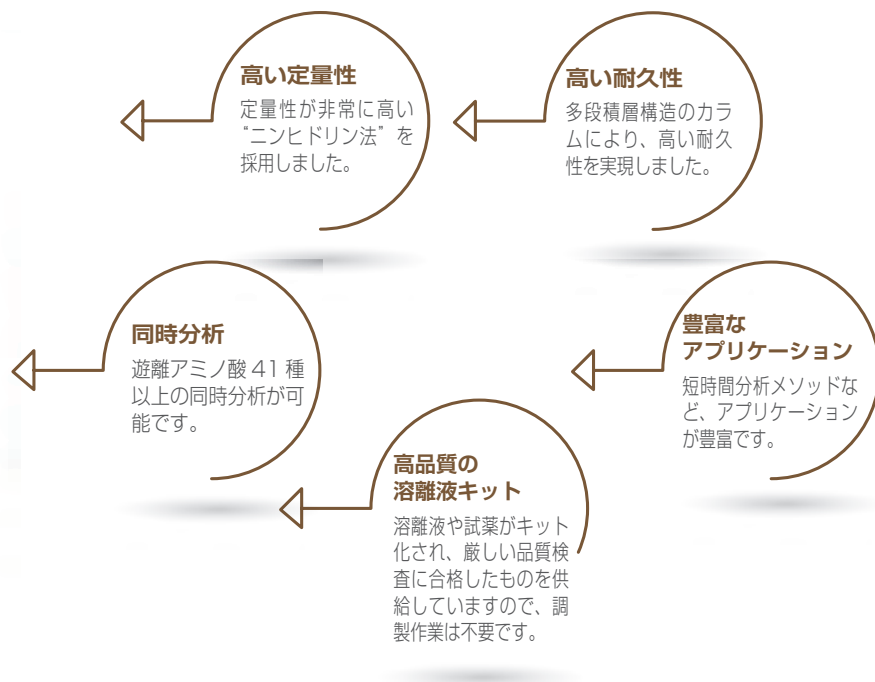 高い定量性
定量性が非常に高い
“ニンヒドリン法”を
採用しました。
高い耐久性
多段積層構造のカラ
ムにより、高い耐久
性を実現しました。
同時分析
遊離アミノ酸 41 種
以上の同時分析が可
能です。
豊富な
アプリケーション
短時間分析メソッドな
ど、アプリケーション
が豊富です。
高品質の
溶離液キット
溶離液や試薬がキット
化され、厳しい品質検
査に合格したものを供
給していますので、調
製作業は不要です。